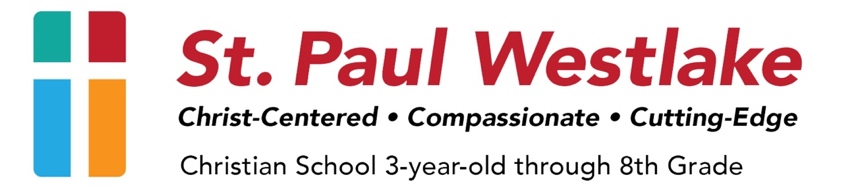 St. Paul Westlake
Christ-Centered • Compassionate • Cutting-Edge
Christian School 3-year-old through 8th Grade